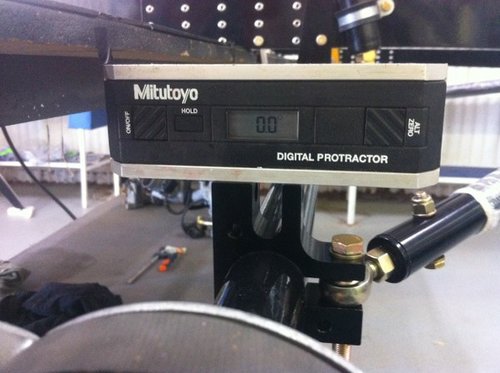 Mitutoyo
HOLD
ON/OFF
0.0°
ALT
ZERO
DIGITAL PROTRACTOR